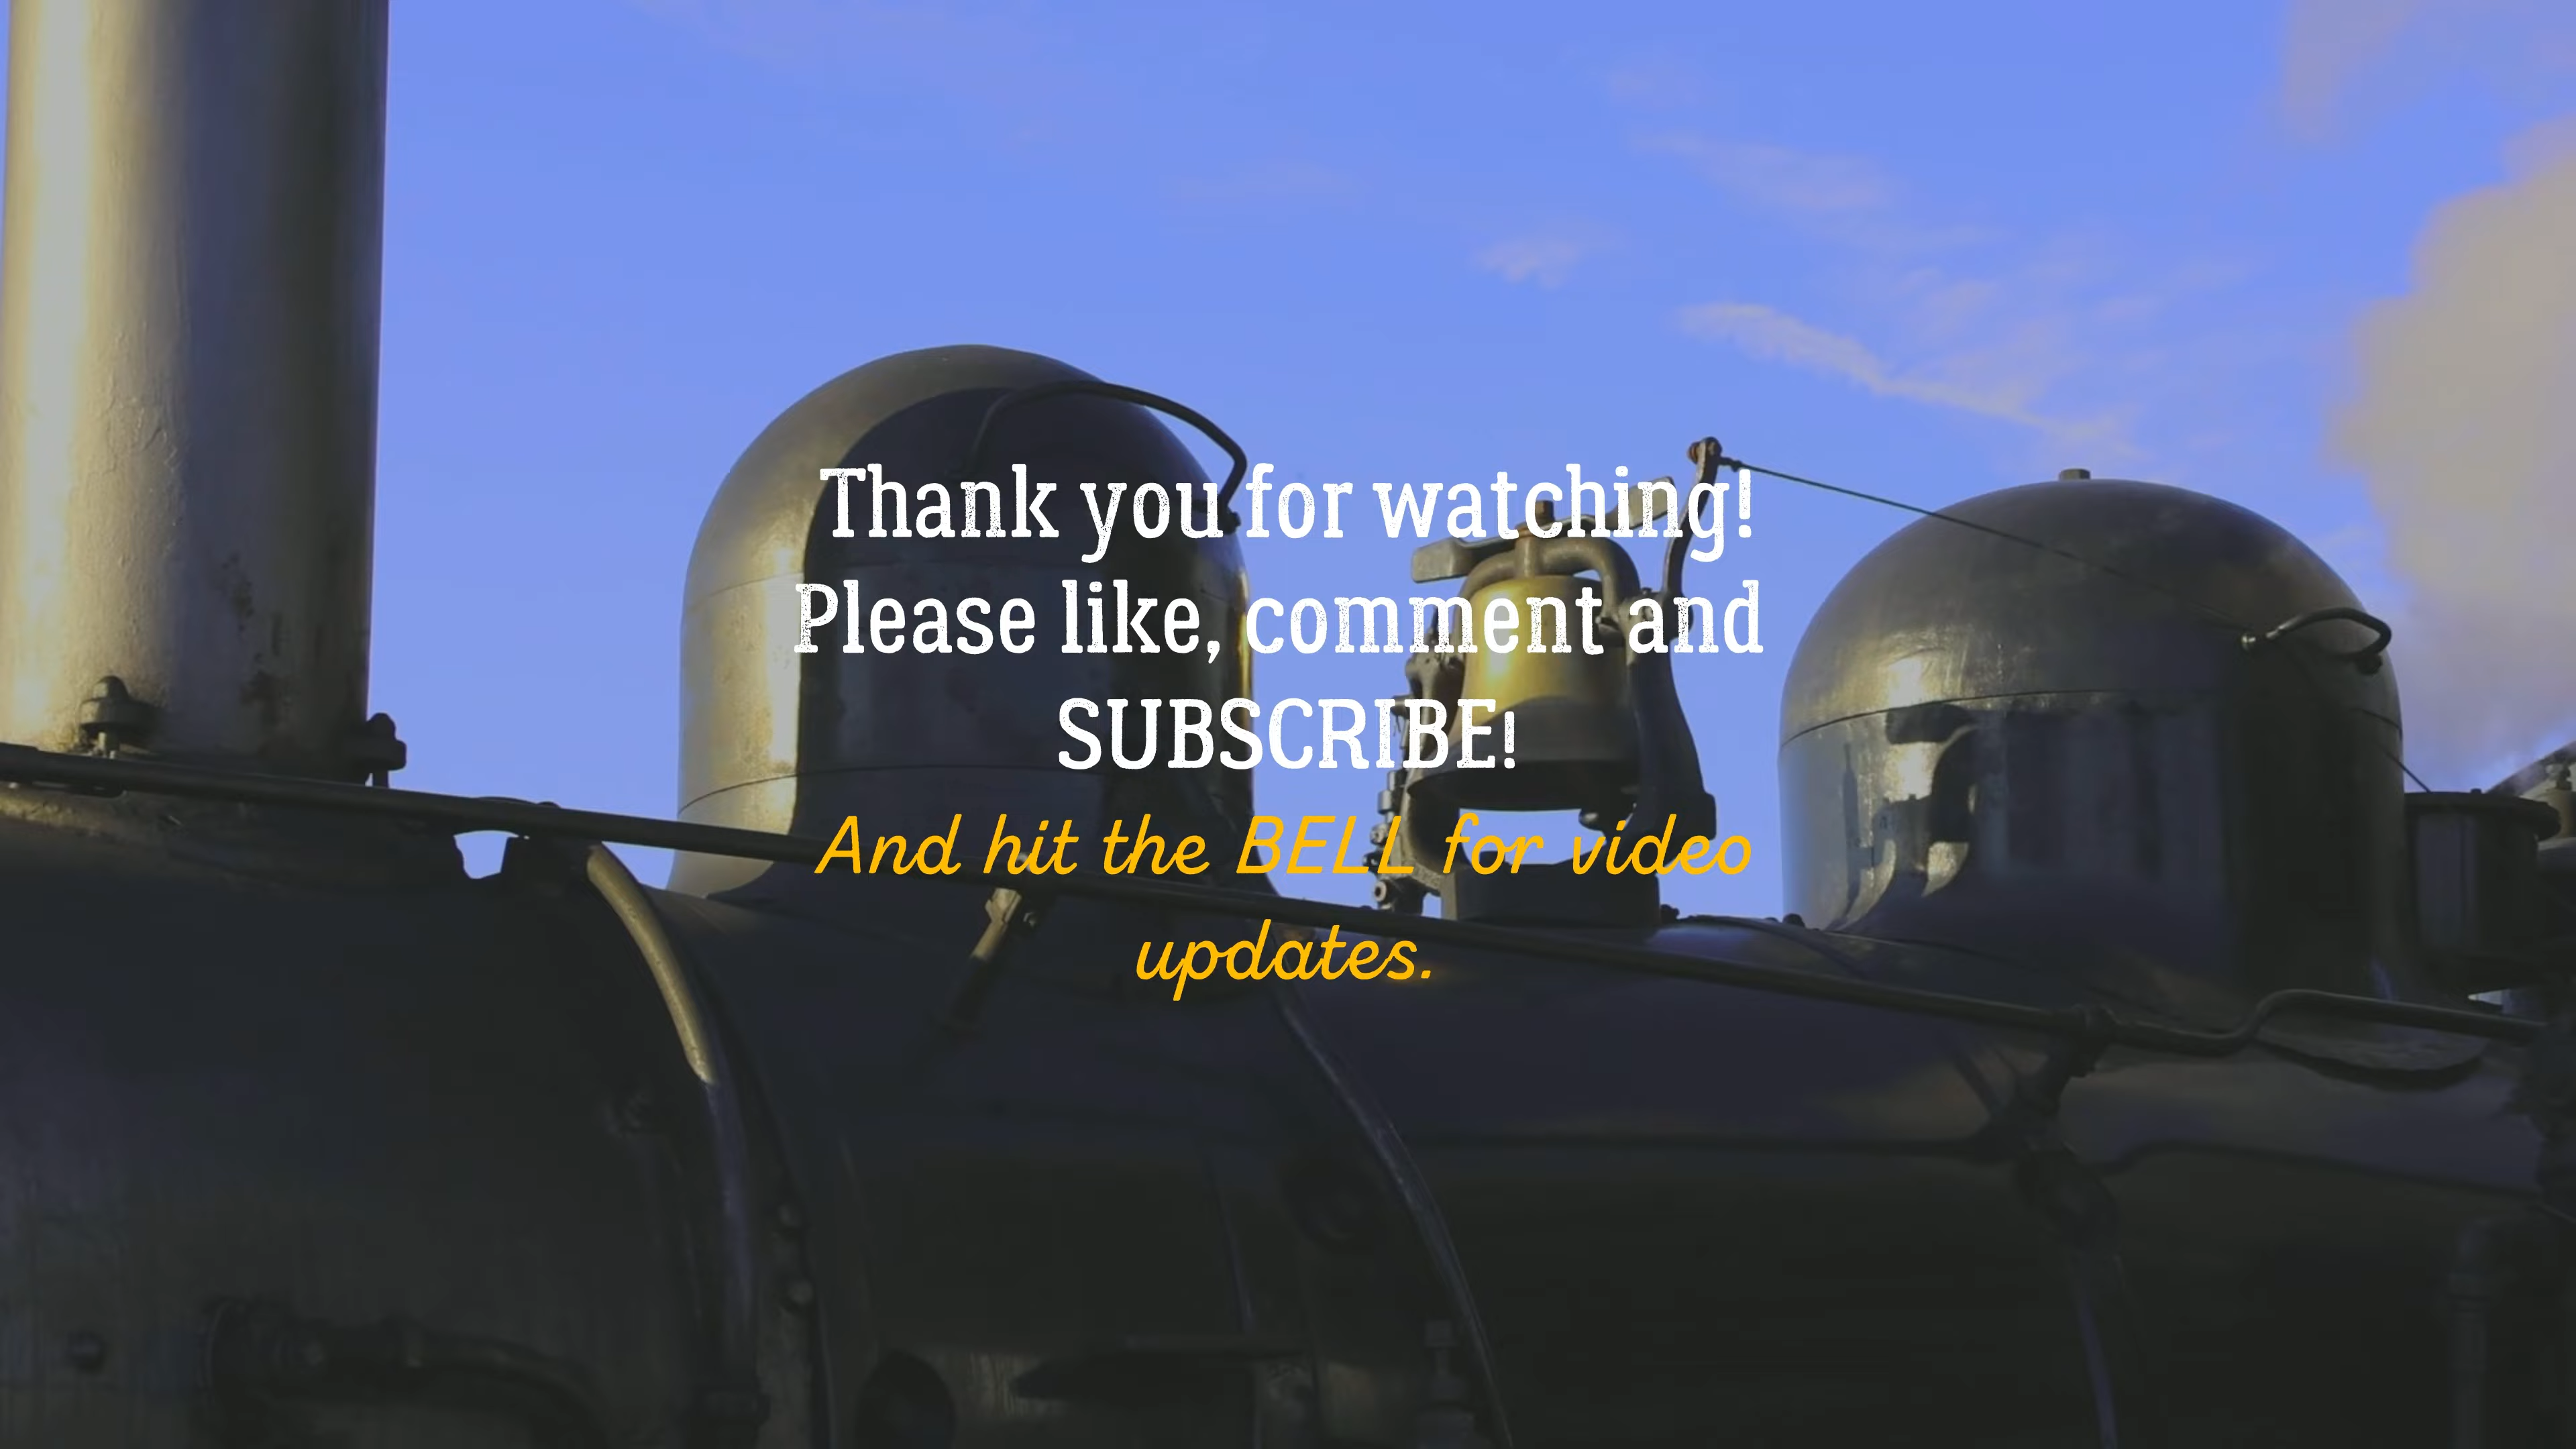 Thank you for watching!
Please like, comment and
SUBSCRIBE!
And hit the BELL for video
updates.